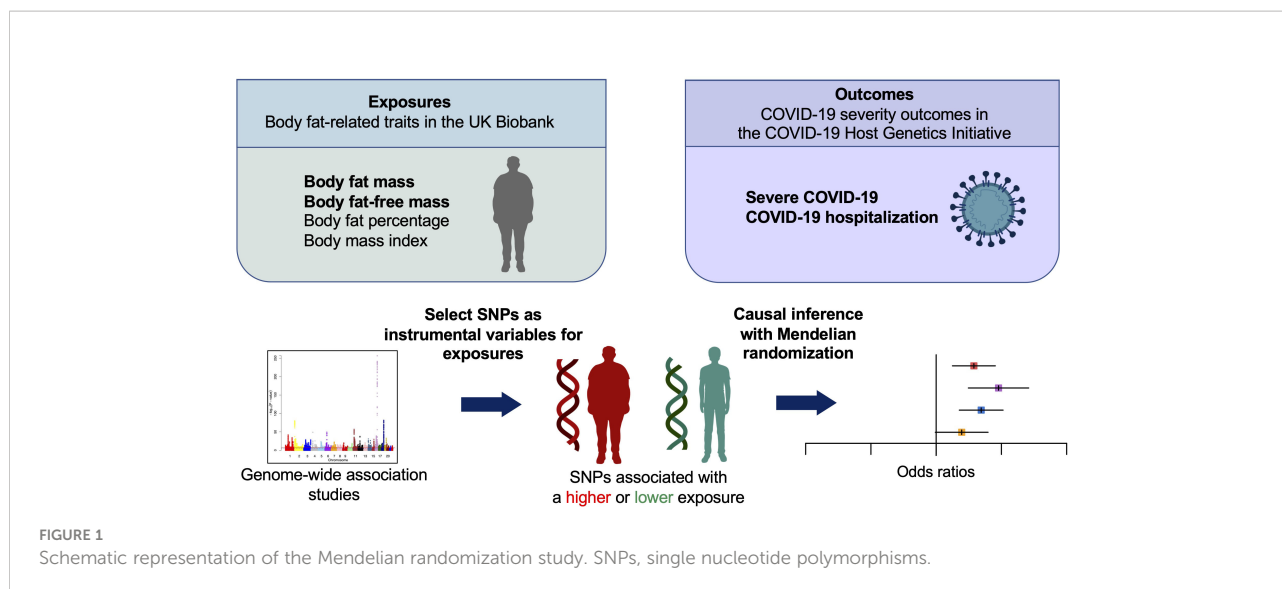 Exposures
Body fat-related traits in the UK Biobank
Body fat mass
Body fat-free mass
Body fat percentage
Body mass index
Outcomes
COVID-19 severity outcomes in
the COVID-19 Host Genetics Initiative
Severe COVID-19
COVID-19 hospitalization
Select SNPs as
instrumental variables for
exposures
Causal inference
with Mendelian
randomization
Chromosome
Genome-wide association
studies
SNPs associated with
a higher or lower exposure
Odds ratios
FIGURE 1
Schematic representation of the Mendelian randomization study. SNPs, single nucleotide polymorphisms.